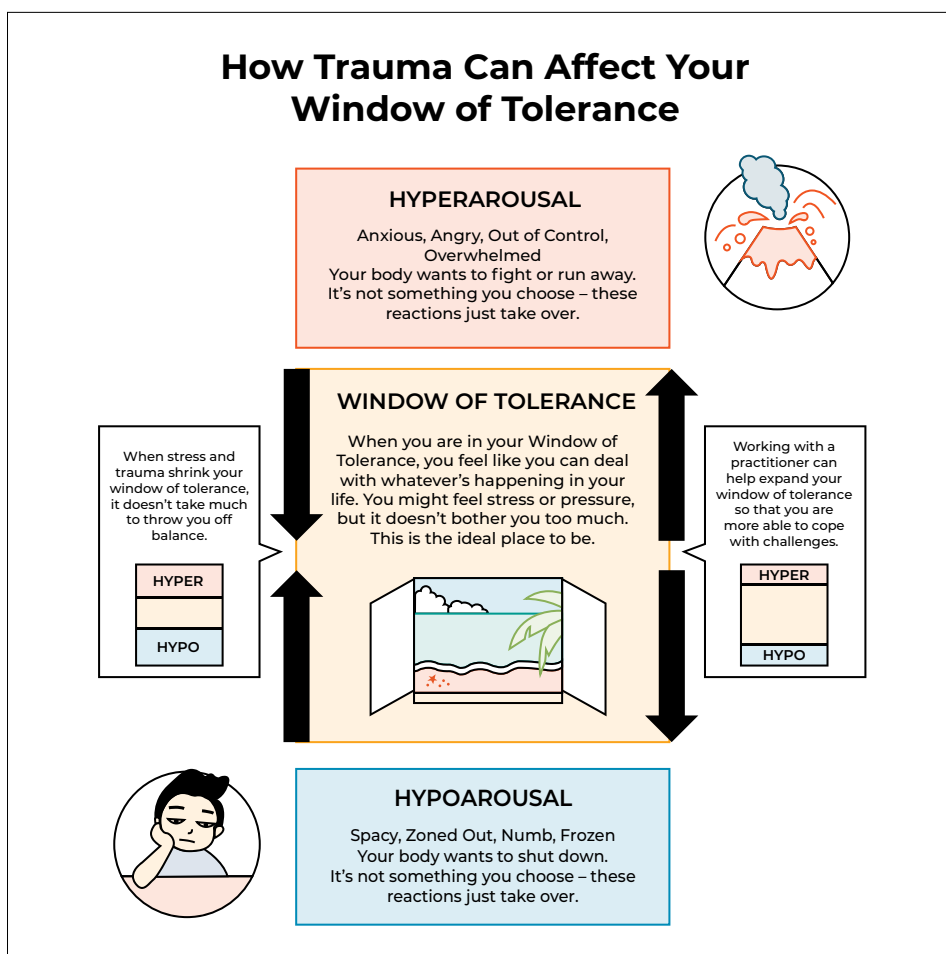 How Trauma Can Affect Your
Window of Tolerance
HYPERAROUSAL
Anxious, Angry, Out of Control,
Overwhelmed
Your body wants to fight or run away.
It’s not something you choose – these
reactions just take over.
WINDOW OF TOLERANCE
When you are in your Window of
Tolerance, you feel like you can deal
with whatever’s happening in your
life. You might feel stress or pressure,
but it doesn’t bother you too much.
This is the ideal place to be.
When stress and
trauma shrink your
window of tolerance,
it doesn’t take much
to throw you off
balance.
HYPER
HYPO
Working with a
practitioner can
help expand your
window of tolerance
so that you are
more able to cope
with challenges.
HYPER
HYPO
HYPOAROUSAL
Spacy, Zoned Out, Numb, Frozen
Your body wants to shut down.
It’s not something you choose – these
reactions just take over.